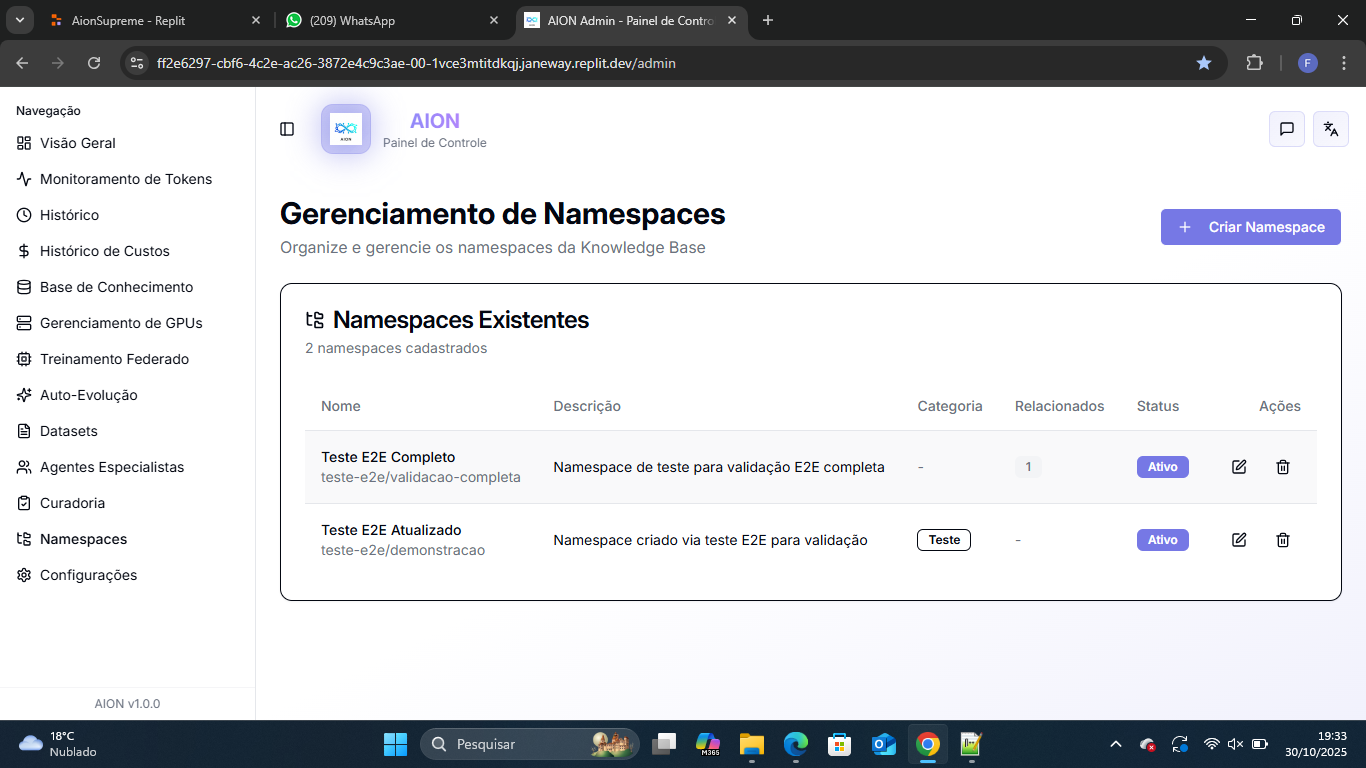 AionSupreme - Replit
(209) WhatsApp
AION Admin - Painel de Contro
ff2e6297-cbf6-4c2e-ac26-3872e4c9c3ae-00-1vce3mtitdkqj.janeway.replit.dev/admin
F
Navegação
Visão Geral
Monitoramento de Tokens
Histórico
Histórico de Custos
Base de Conhecimento
Gerenciamento de GPUs
Treinamento Federado
Auto-Evolução
Datasets
Agentes Especialistas
Curadoria
Namespaces
Configurações
AION v1.0.0
AION
AION
Painel de Controle
Gerenciamento de Namespaces
Organize e gerencie os namespaces da Knowledge Base
Criar Namespace
Namespaces Existentes
2 namespaces cadastrados
Nome Descrição Categoria Relacionados Status Ações
Teste E2E Completo
teste-e2e/validacao-completa
Namespace de teste para validação E2E completa - 1 Ativo
Teste E2E Atualizado
teste-e2e/demonstracao
Namespace criado via teste E2E para validação Teste - Ativo
18°C
Nublado
Pesquisar
M365
19:33
30/10/2025